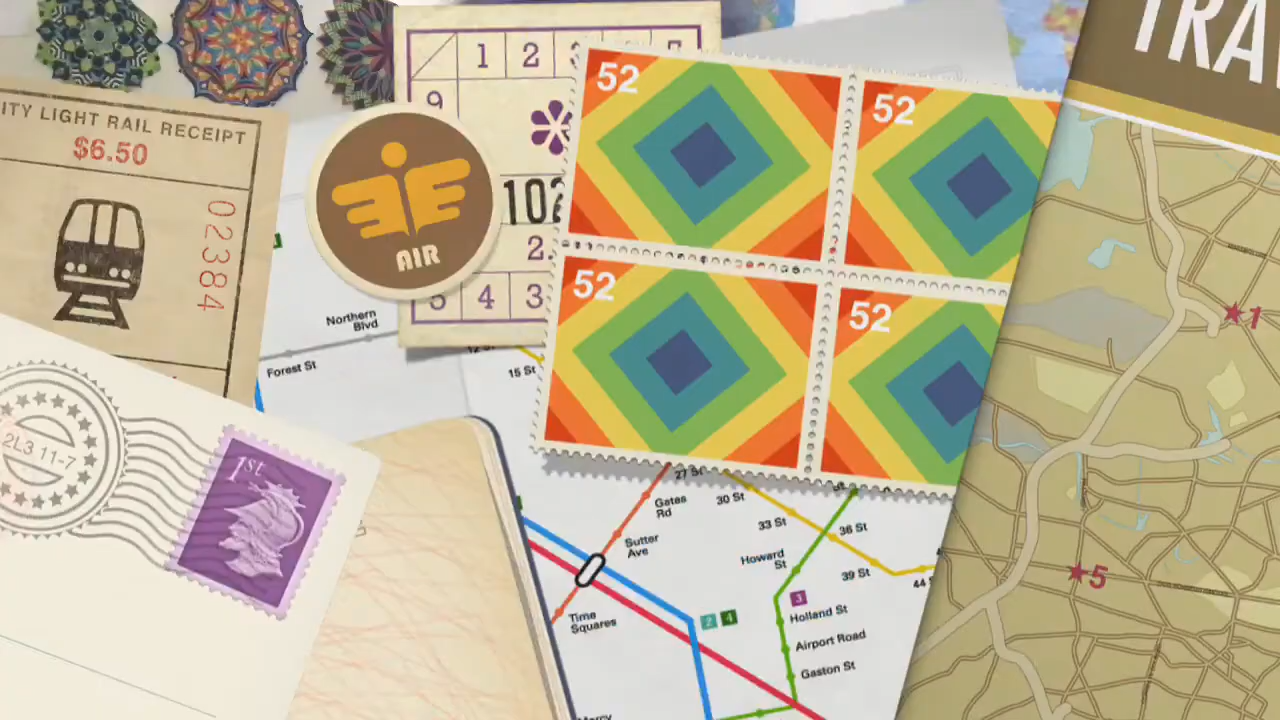 TRA
ITY LIGHT RAIL RECEIPT
$6.50
02384
1 2
9
102
2.
5 4 3
AIR
52
52
52
52
Northern
Blvd
Forest St
15 St
2L3 11-7
1st
27 St
30 St
33 St
36 St
39 St
44 S
Gates
Rd
Sutter
Ave
Time
Squares
Howard
St
3
Holland St
Airport Road
Gaston St
2 4
1
5